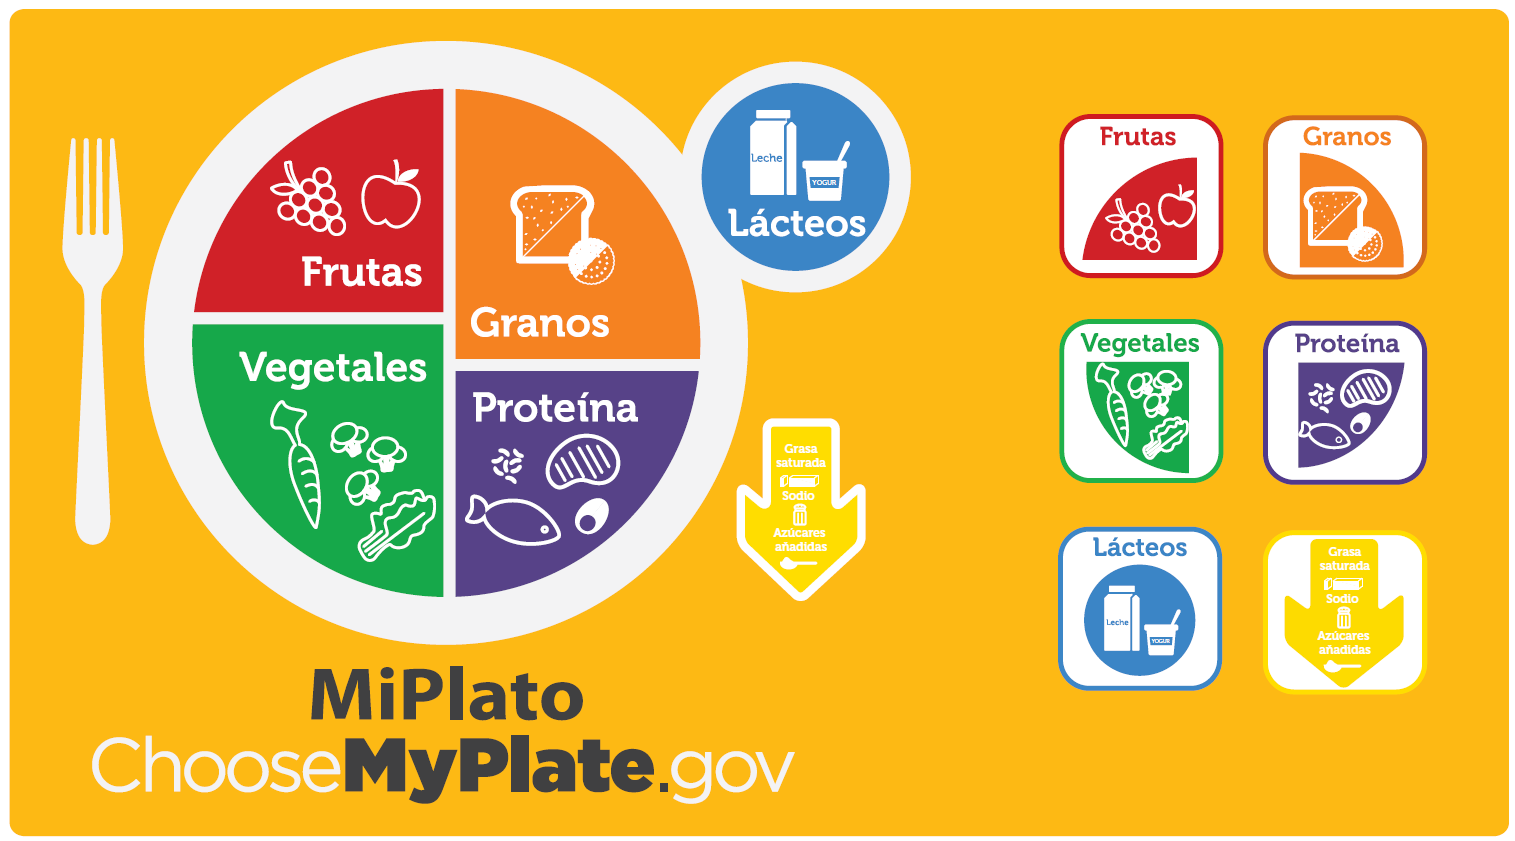 Frutas
Granos
Vegetales
Proteína
Leche
YOGUR
Lácteos
Grasa
saturada
Sodio
Azúcares
añadidas
MiPlato
ChooseMyPlate.gov
Frutas
Granos
Vegetales
Proteína
Lácteos
Leche
YOGUR
Grasa
saturada
Sodio
Azúcares
añadidas